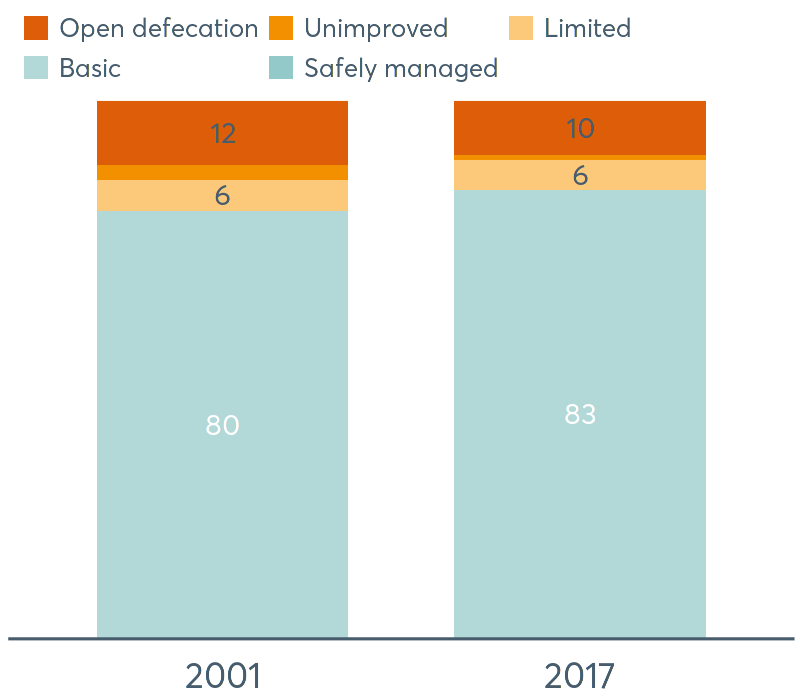 Open defecation Unimproved Limited
Basic Safely managed
12 10
6 6
80 83
2001 2017